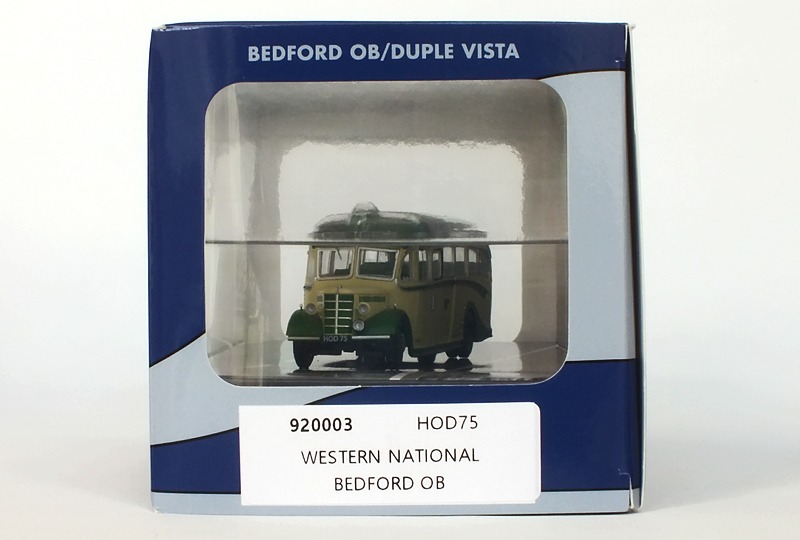 BEDFORD OB/DUPLE VISTA
HOD 75
920003 HOD75
WESTERN NATIONAL
BEDFORD OB